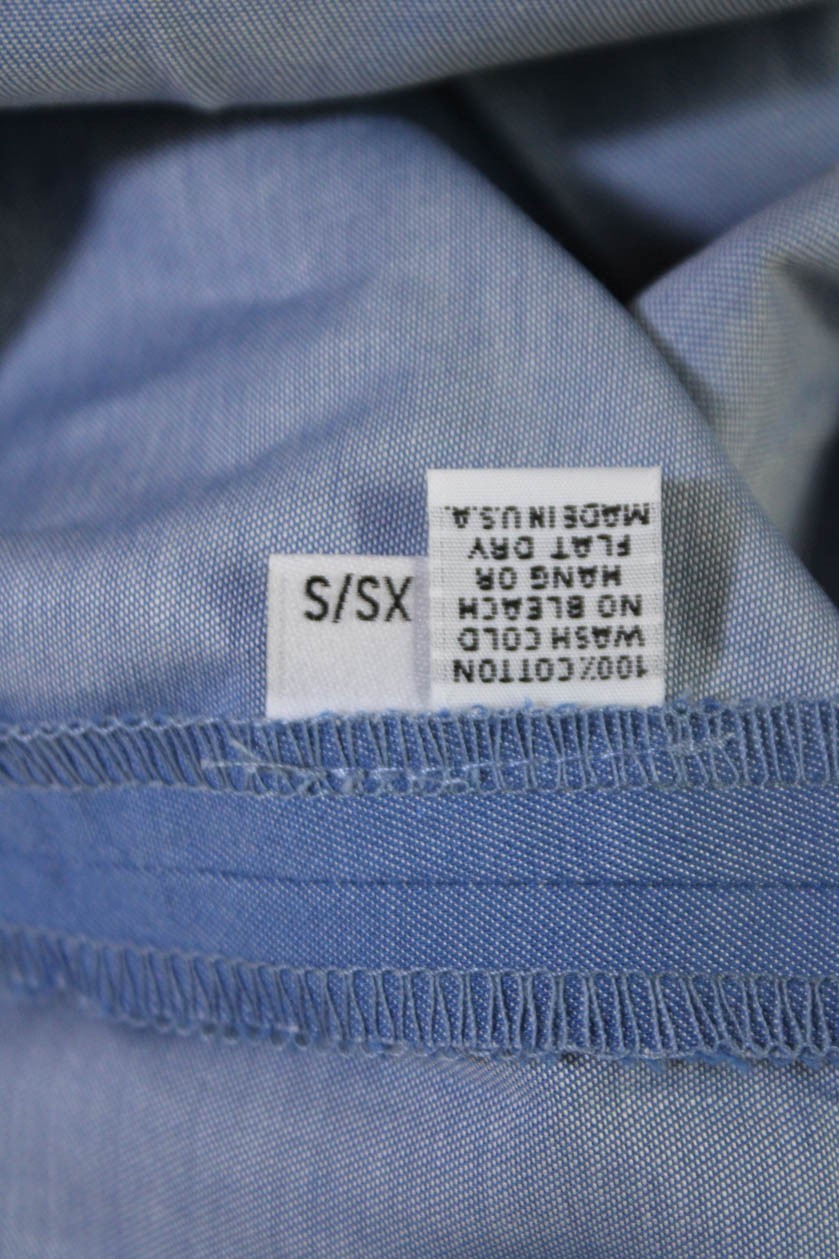 100% COTTON
WASH COLD
NO BLEACH
HANG OR
FLAT DRY
MADE IN U.S.A.
XS/S